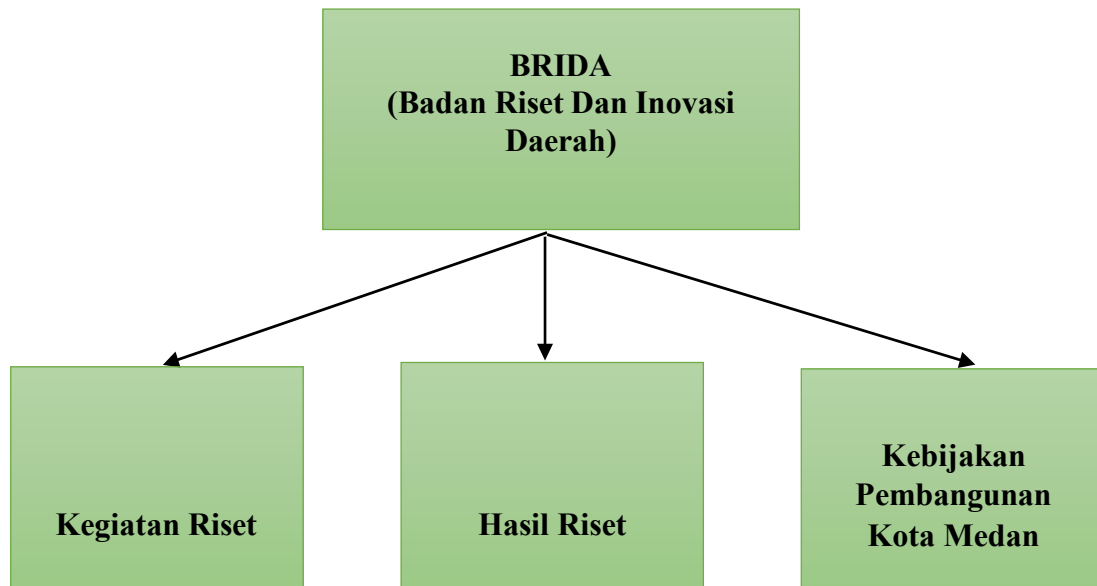 BRIDA
(Badan Riset Dan Inovasi
Daerah)
Kegiatan Riset
Hasil Riset
Kebijakan
Pembangunan
Kota Medan